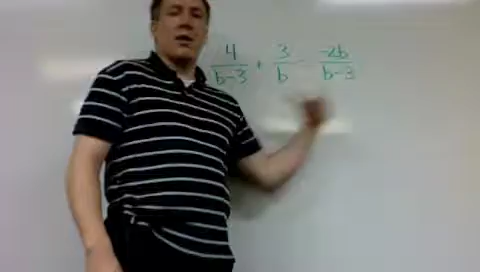 4/(b-3) + 3/b = -2b/(b-3)